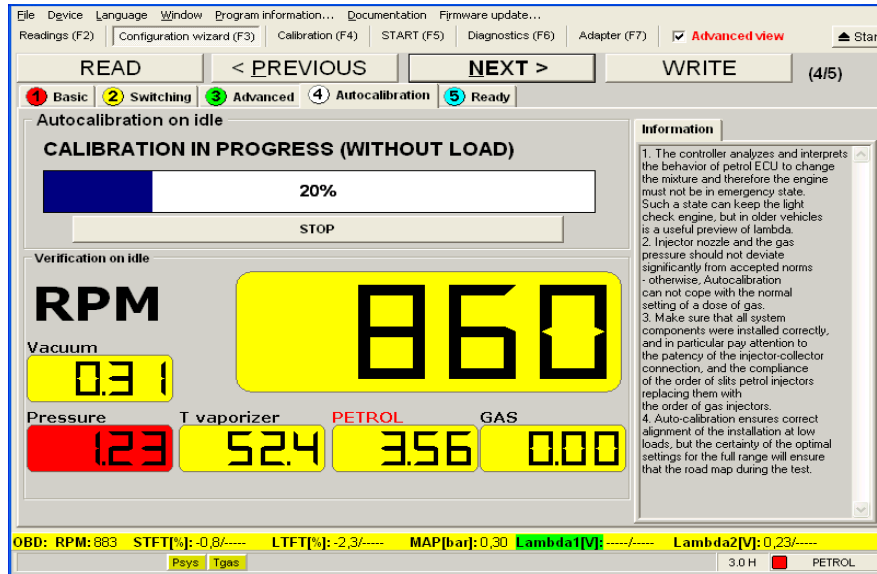 File Device Language Window Program information... Documentation Firmware update...
Readings (F2) Configuration wizard (F3) Calibration (F4) START (F5) Diagnostics (F6) Adapter (F7) Advanced view Star
READ < PREVIOUS NEXT > WRITE (4/5)
1 Basic 2 Switching 3 Advanced 4 Autocalibration 5 Ready
Autocalibration on idle
CALIBRATION IN PROGRESS (WITHOUT LOAD)
20%
STOP
Verification on idle
RPM
860
Vacuum
0.31
Pressure T vaporizer PETROL GAS
1.23 52.4 3.56 0.00
Information
1. The controller analyzes and interprets
the behavior of petrol ECU to change
the mixture and therefore the engine
must not be in emergency state.
Such a state can keep the light
check engine, but in older vehicles
is a useful preview of lambda.
2. Injector nozzle and the gas
pressure should not deviate
significantly from accepted norms
- otherwise, Autocalibration
can not cope with the normal
setting of a dose of gas.
3. Make sure that all system
components were installed correctly,
and in particular pay attention to
the patency of the injector-collector
connection, and the compliance
of the order of slits petrol injectors
replacing them with
the order of gas injectors.
4. Auto-calibration ensures correct
alignment of the installation at low
loads, but the certainty of the optimal
settings for the full range will ensure
that the road map during the test.
OBD: RPM: 883 STFT[%]: -0,8/----- LTFT[%]: -2,3/----- MAP[bar]: 0,30 Lambda1[V]: -----/---- Lambda2[V]: 0,23/-----
Psys Tgas 3.0 H PETROL